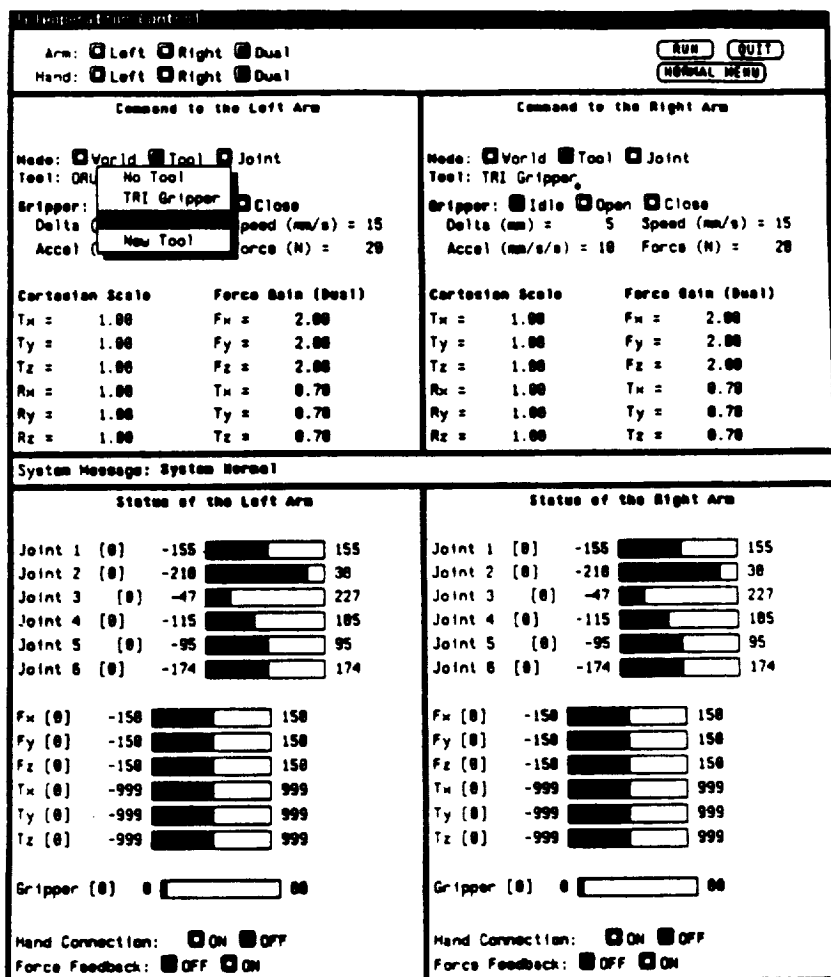 Teleoperation Control
Arm: Left Right Dual
Hand: Left Right Dual
RUN QUIT
NORMAL MENU
Command to the Left Arm
Mode: World Tool Joint
Tool:
No Tool
TRI Gripper
New Tool
Gripper: Close
Delta ( Speed (mm/s) = 15
Accel ( Force (N) = 20
Cartesian Scale Force Gain (Dual)
Tx = 1.00 Fx = 2.00
Ty = 1.00 Fy = 2.00
Tz = 1.00 Fz = 2.00
Rx = 1.00 Tx = 0.70
Ry = 1.00 Ty = 0.70
Rz = 1.00 Tz = 0.70
Command to the Right Arm
Mode: World Tool Joint
Tool: TRI Gripper
Gripper: Idle Open Close
Delta (mm) = 5 Speed (mm/s) = 15
Accel (mm/s/s) = 10 Force (N) = 20
Cartesian Scale Force Gain (Dual)
Tx = 1.00 Fx = 2.00
Ty = 1.00 Fy = 2.00
Tz = 1.00 Fz = 2.00
Rx = 1.00 Tx = 0.70
Ry = 1.00 Ty = 0.70
Rz = 1.00 Tz = 0.70
System Message: System Normal
Status of the Left Arm
Joint 1 [0] -155 155
Joint 2 [0] -210 30
Joint 3 [0] -47 227
Joint 4 [0] -115 185
Joint 5 [0] -95 95
Joint 6 [0] -174 174
Fx [0] -150 150
Fy [0] -150 150
Fz [0] -150 150
Tx [0] -999 999
Ty [0] -999 999
Tz [0] -999 999
Gripper [0] 0 80
Hand Connection: ON OFF
Force Feedback: OFF ON
Status of the Right Arm
Joint 1 [0] -155 155
Joint 2 [0] -210 30
Joint 3 [0] -47 227
Joint 4 [0] -115 185
Joint 5 [0] -95 95
Joint 6 [0] -174 174
Fx [0] -150 150
Fy [0] -150 150
Fz [0] -150 150
Tx [0] -999 999
Ty [0] -999 999
Tz [0] -999 999
Gripper [0] 0 80
Hand Connection: ON OFF
Force Feedback: OFF ON